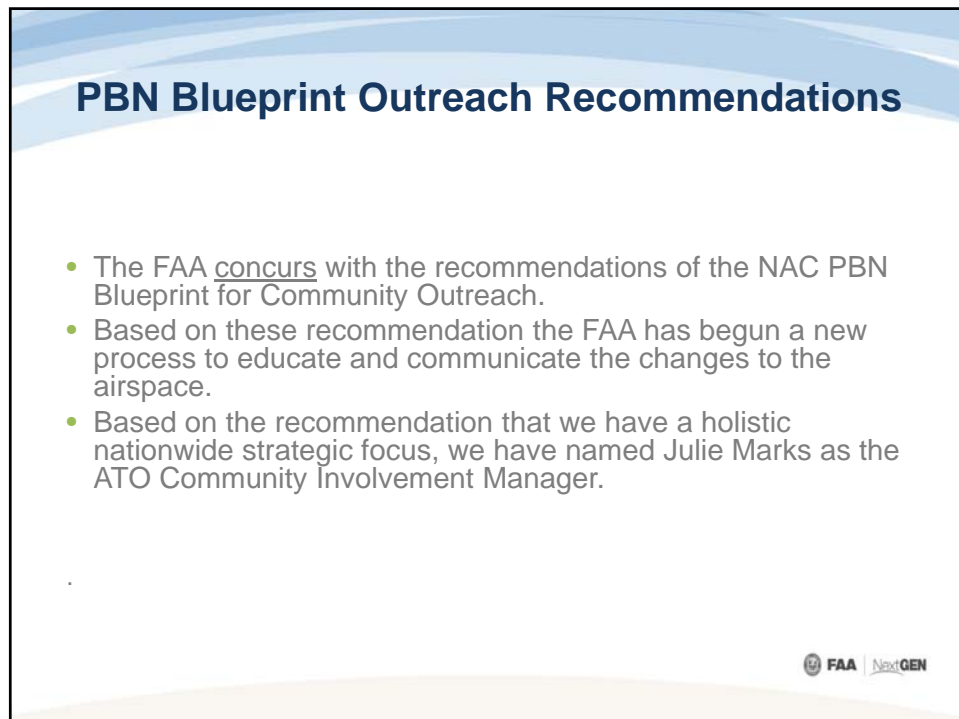 PBN Blueprint Outreach Recommendations
• The FAA concurs with the recommendations of the NAC PBN
Blueprint for Community Outreach.
• Based on these recommendation the FAA has begun a new
process to educate and communicate the changes to the
airspace.
• Based on the recommendation that we have a holistic
nationwide strategic focus, we have named Julie Marks as the
ATO Community Involvement Manager.
.
FAA NextGEN